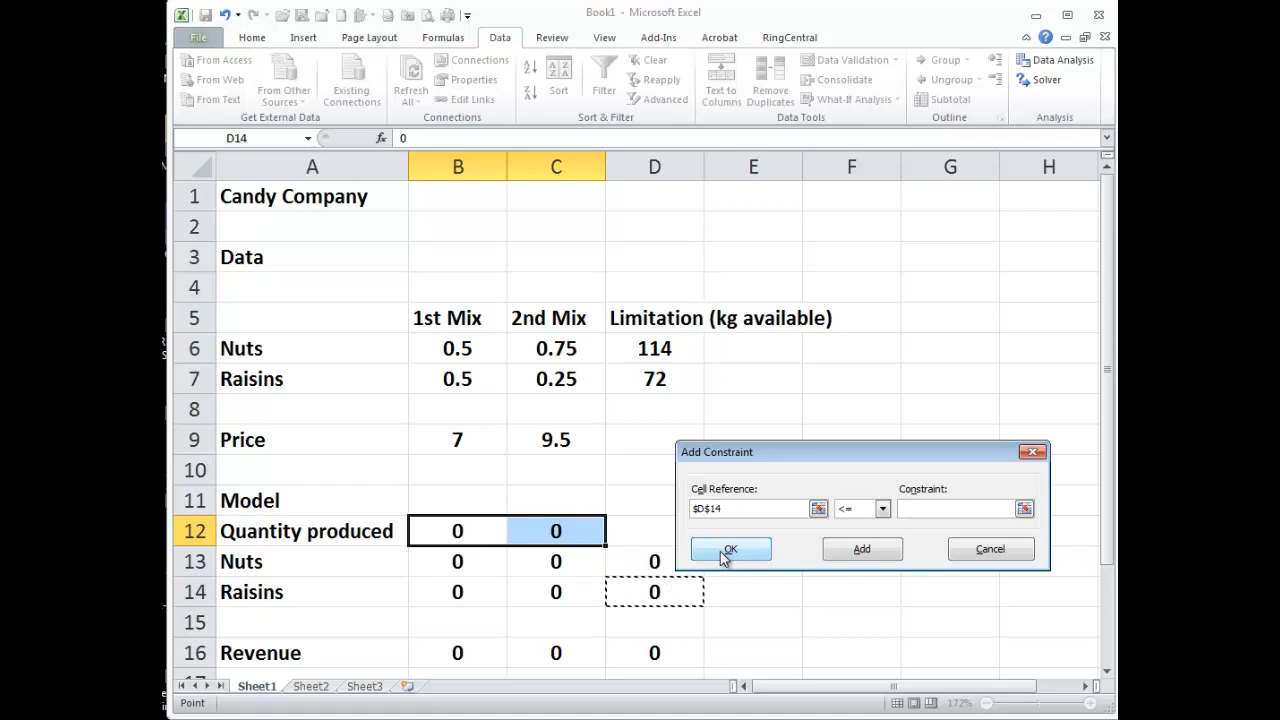 Book1 - Microsoft Excel
File Home Insert Page Layout Formulas Data Review View Add-Ins Acrobat RingCentral
From Access
From Web
From Text
From Other Sources
Existing Connections
Get External Data
Refresh All
Connections
Properties
Edit Links
Connections
Sort
Filter
Clear
Reapply
Advanced
Sort & Filter
Text to Columns
Remove Duplicates
Data Validation
Consolidate
What-If Analysis
Data Tools
Group
Ungroup
Subtotal
Outline
Data Analysis
Solver
Analysis
D14 fx 0
A B C D E F G H
1 Candy Company
2
3 Data
4
5 1st Mix 2nd Mix Limitation (kg available)
6 Nuts 0.5 0.75 114
7 Raisins 0.5 0.25 72
8
9 Price 7 9.5
10
11 Model
12 Quantity produced 0 0
13 Nuts 0 0 0
14 Raisins 0 0 0
15
16 Revenue 0 0 0
Add Constraint
Cell Reference: Constraint:
$D$14 <=
OK Add Cancel
Sheet1 Sheet2 Sheet3
Point 172%